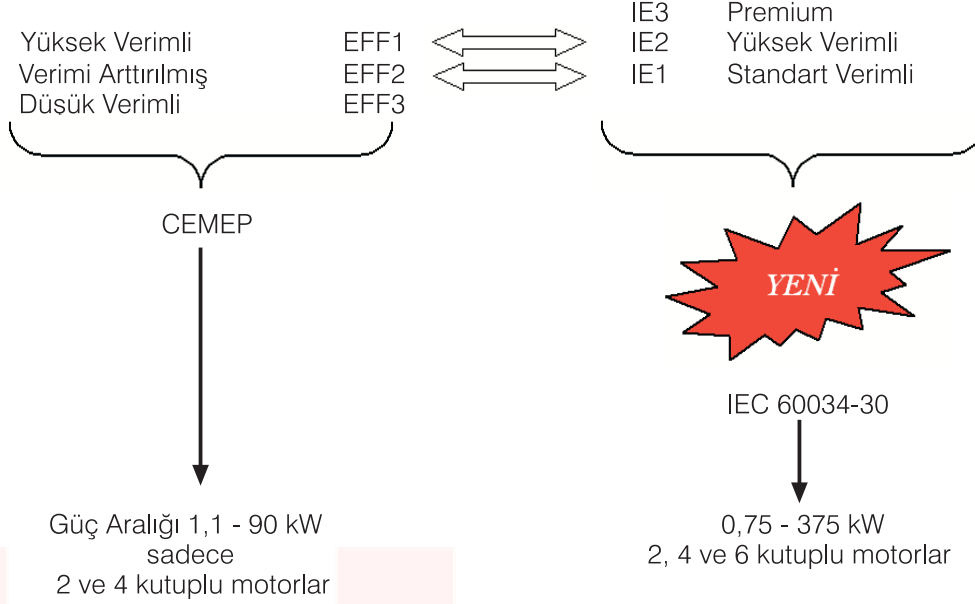 Yüksek Verimli EFF1
Verimi Arttırılmış EFF2
Düşük Verimli EFF3
CEMEP
Güç Aralığı 1,1 - 90 kW
sadece
2 ve 4 kutuplu motorlar
IE3 Premium
IE2 Yüksek Verimli
IE1 Standart Verimli
YENİ
IEC 60034-30
0,75 - 375 kW
2, 4 ve 6 kutuplu motorlar